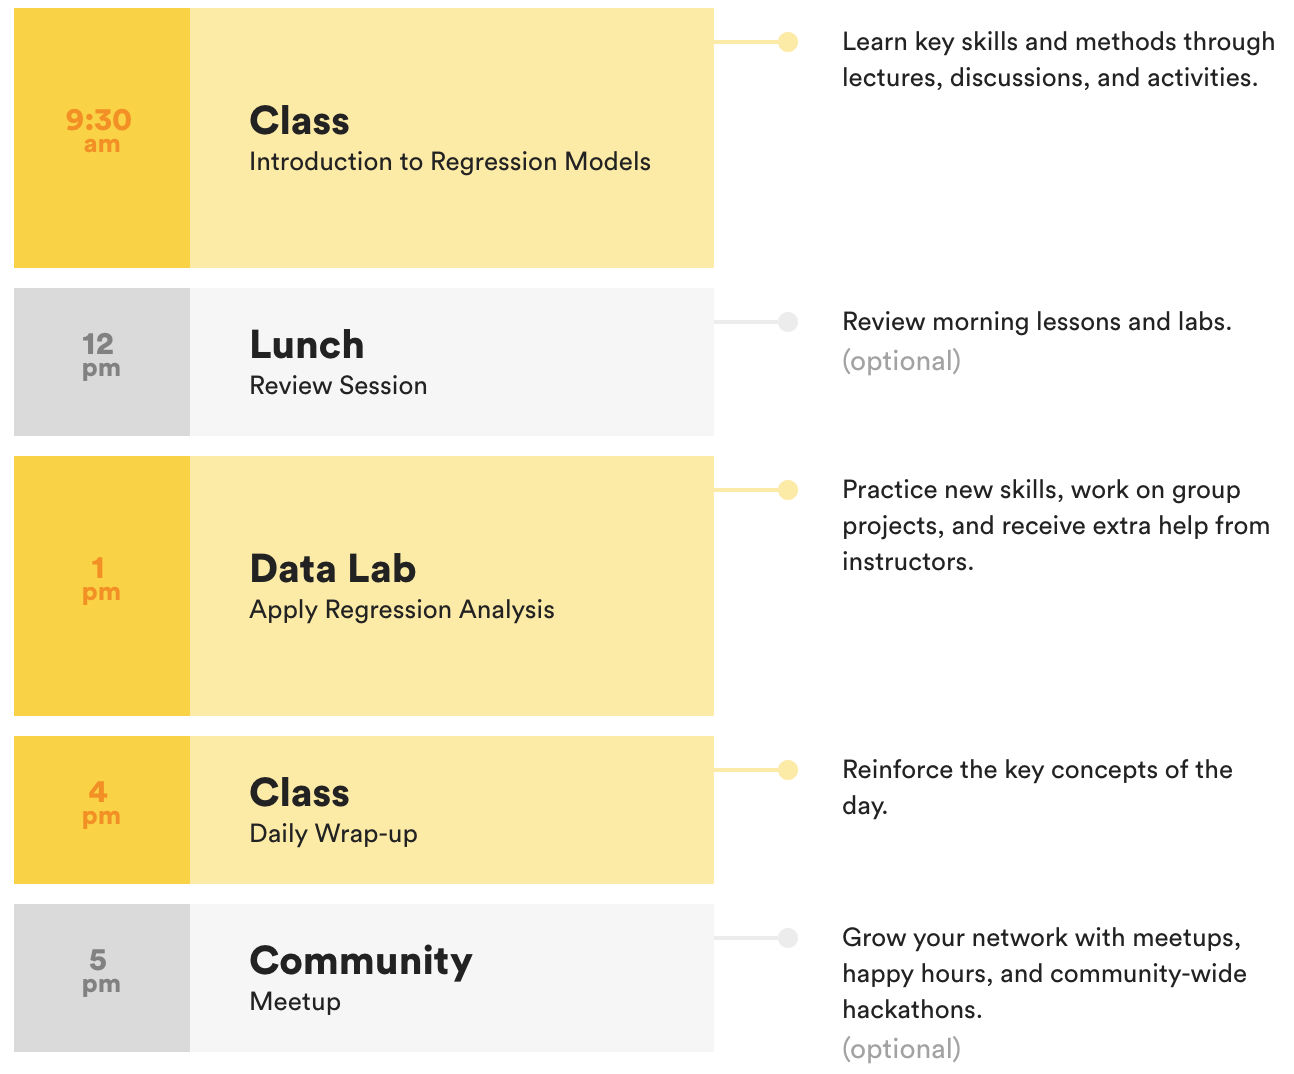 9:30
am
Class
Introduction to Regression Models
Learn key skills and methods through
lectures, discussions, and activities.
12
pm
Lunch
Review Session
Review morning lessons and labs.
(optional)
1
pm
Data Lab
Apply Regression Analysis
Practice new skills, work on group
projects, and receive extra help from
instructors.
4
pm
Class
Daily Wrap-up
Reinforce the key concepts of the
day.
5
pm
Community
Meetup
Grow your network with meetups,
happy hours, and community-wide
hackathons.
(optional)